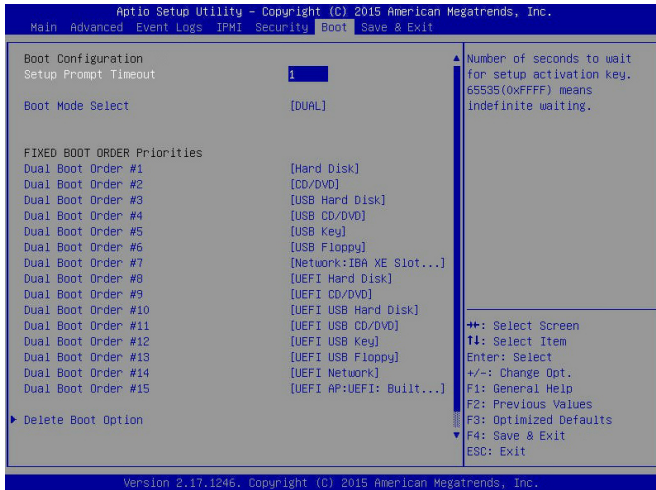 Aptio Setup Utility – Copyright (C) 2015 American Megatrends, Inc.
Main Advanced Event Logs IPMI Security Boot Save & Exit
Boot Configuration
Setup Prompt Timeout 1
Boot Mode Select [DUAL]
FIXED BOOT ORDER Priorities
Dual Boot Order #1 [Hard Disk]
Dual Boot Order #2 [CD/DVD]
Dual Boot Order #3 [USB Hard Disk]
Dual Boot Order #4 [USB CD/DVD]
Dual Boot Order #5 [USB Key]
Dual Boot Order #6 [USB Floppy]
Dual Boot Order #7 [Network:IBA XE Slot...]
Dual Boot Order #8 [UEFI Hard Disk]
Dual Boot Order #9 [UEFI CD/DVD]
Dual Boot Order #10 [UEFI USB Hard Disk]
Dual Boot Order #11 [UEFI USB CD/DVD]
Dual Boot Order #12 [UEFI USB Key]
Dual Boot Order #13 [UEFI USB Floppy]
Dual Boot Order #14 [UEFI Network]
Dual Boot Order #15 [UEFI AP:UEFI: Built...]
Delete Boot Option
Number of seconds to wait
for setup activation key.
65535(0xFFFF) means
indefinite waiting.
→←: Select Screen
↑↓: Select Item
Enter: Select
+/-: Change Opt.
F1: General Help
F2: Previous Values
F3: Optimized Defaults
F4: Save & Exit
ESC: Exit
Version 2.17.1246. Copyright (C) 2015 American Megatrends, Inc.